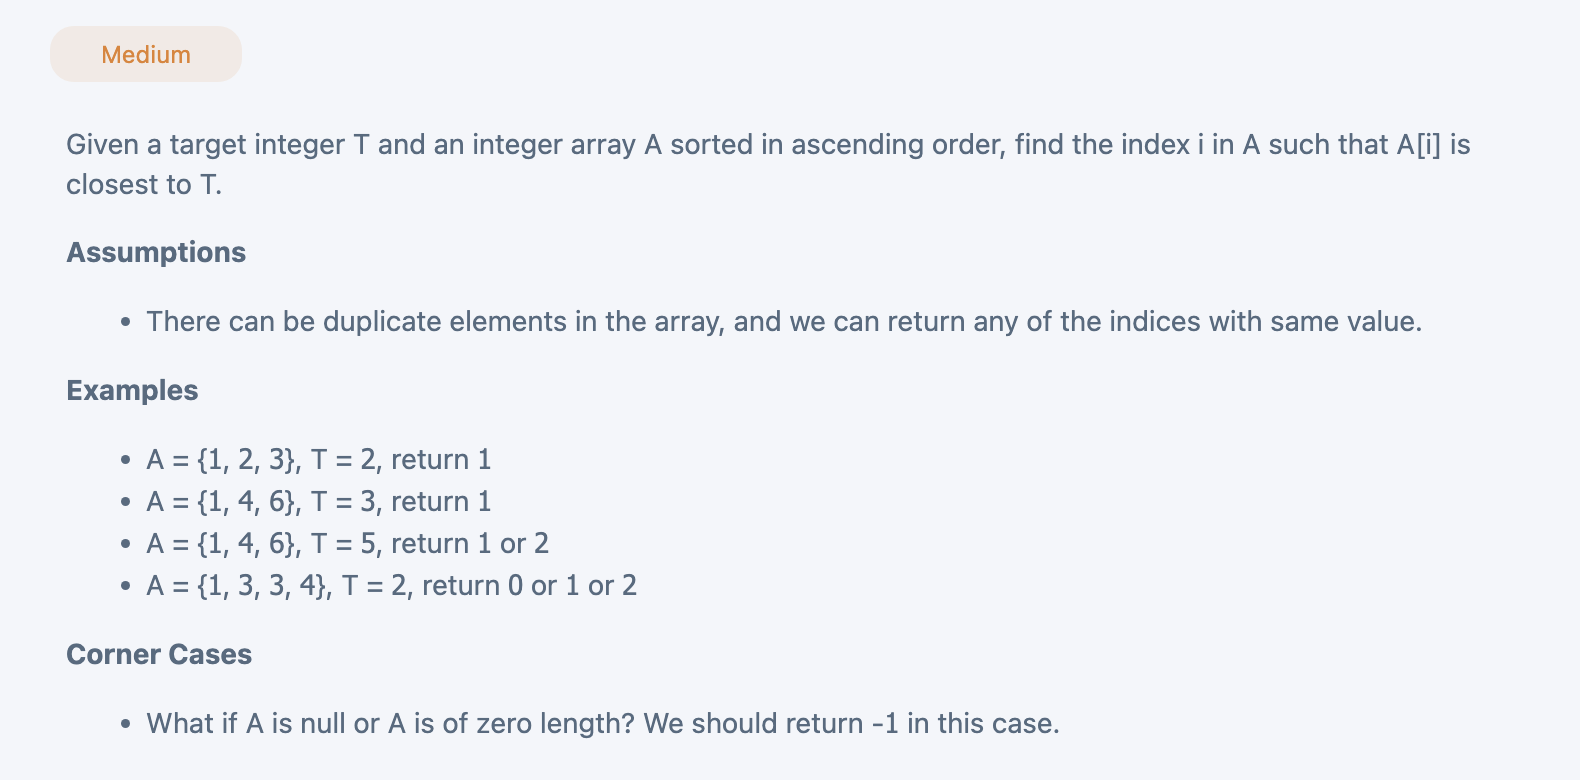 Medium
Given a target integer T and an integer array A sorted in ascending order, find the index i in A such that A[i] is
closest to T.
Assumptions
• There can be duplicate elements in the array, and we can return any of the indices with same value.
Examples
• A = {1, 2, 3}, T = 2, return 1
• A = {1, 4, 6}, T = 3, return 1
• A = {1, 4, 6}, T = 5, return 1 or 2
• A = {1, 3, 3, 4}, T = 2, return 0 or 1 or 2
Corner Cases
• What if A is null or A is of zero length? We should return -1 in this case.